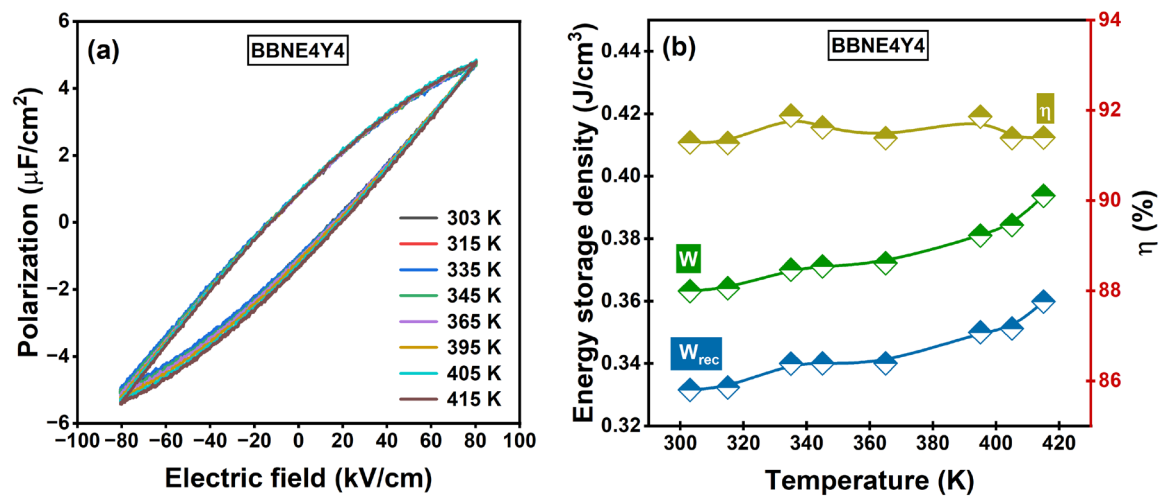 (a)
BBNE4Y4
Polarization (μF/cm²)
6
4
2
0
−2
−4
−6
303 K
315 K
335 K
345 K
365 K
395 K
405 K
415 K
−100 −80 −60 −40 −20 0 20 40 60 80 100
Electric field (kV/cm)
(b)
BBNE4Y4
Energy storage density (J/cm³)
0.44
0.42
0.40
0.38
0.36
0.34
0.32
η
W
Wrec
94
92
90
88
86
η (%)
300 320 340 360 380 400 420
Temperature (K)